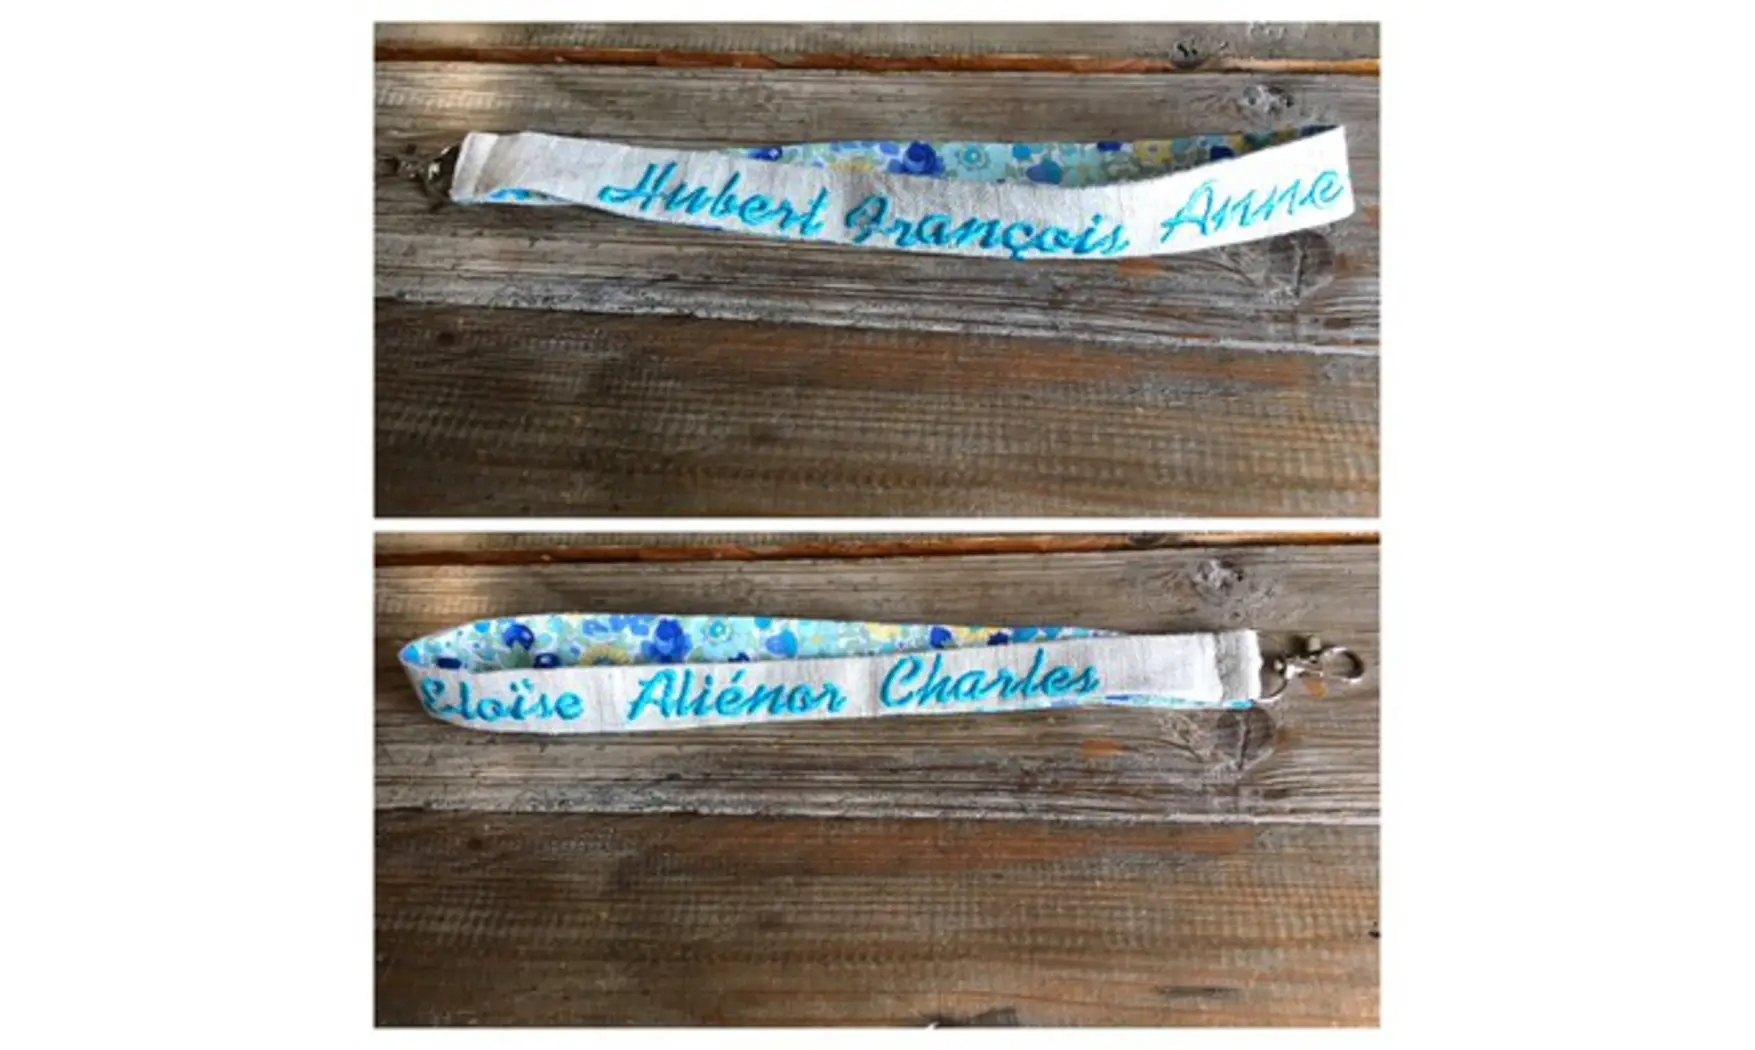 Hubert François Anne
Eloïse Aliénor Charles